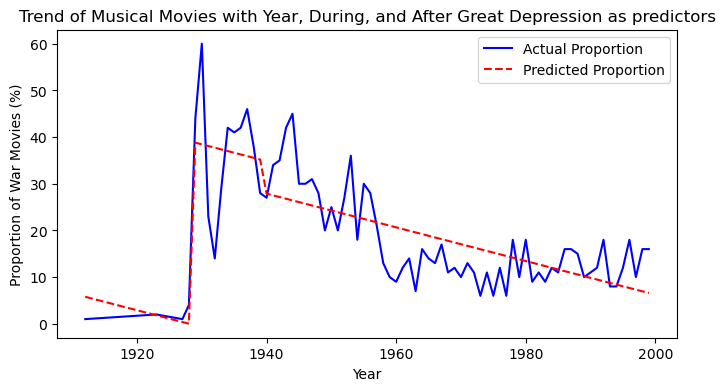 Trend of Musical Movies with Year, During, and After Great Depression as predictors
Actual Proportion
Predicted Proportion
Proportion of War Movies (%)
60
50
40
30
20
10
0
1920
1940
1960
1980
2000
Year